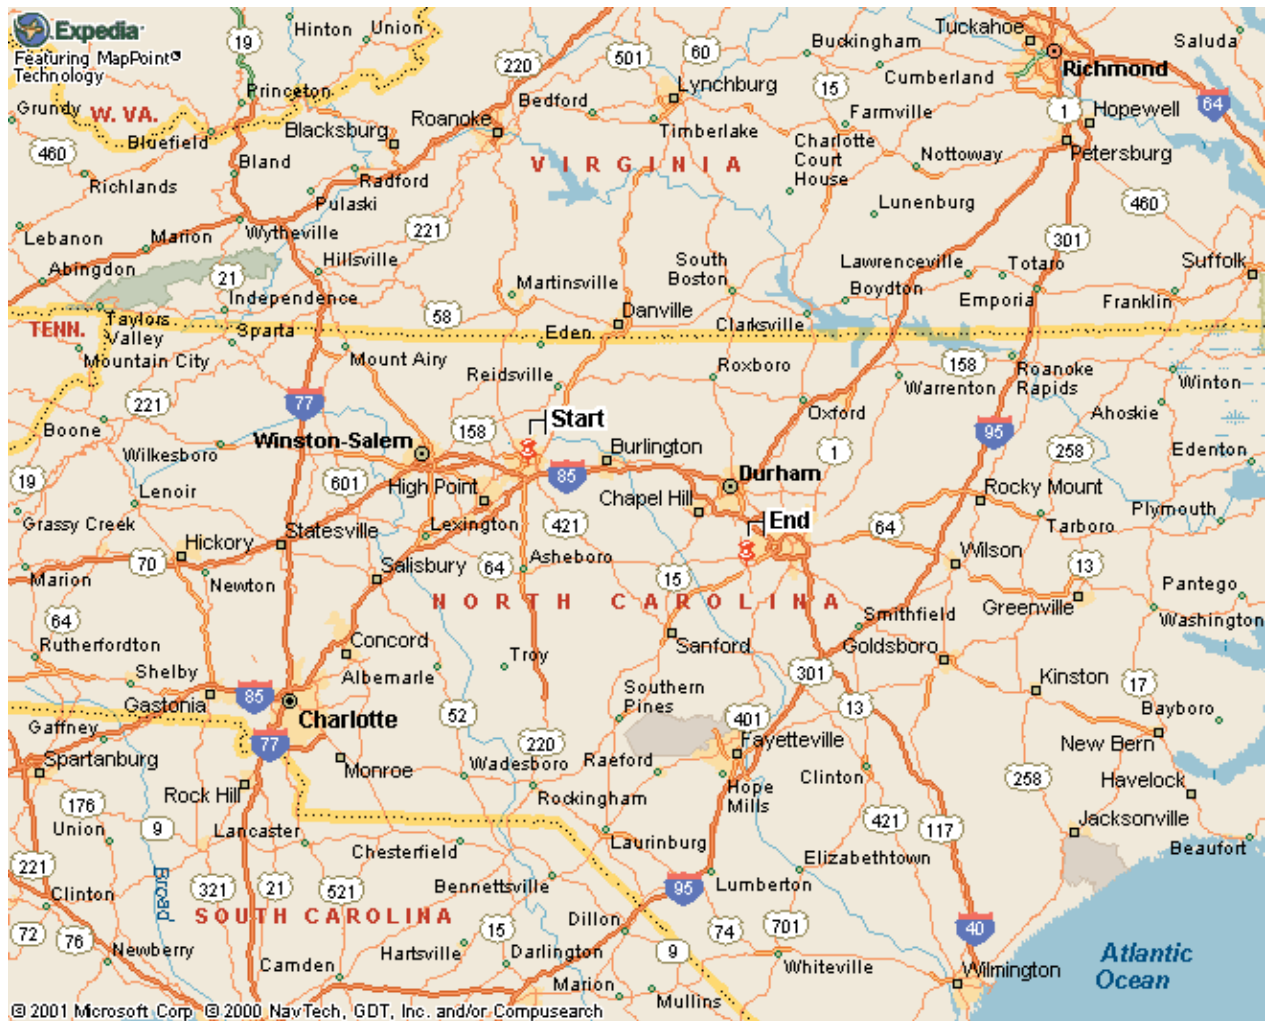 Expedia
Featuring MapPoint®
Technology
Hinton
Union
19
220
501
60
Buckingham
Tuckahoe
Saluda
Lynchburg
Cumberland
Richmond
Princeton
Grundy
W. VA.
Bedford
15
Farmville
1
Hopewell
64
Bluefield
Blacksburg
Roanoke
Timberlake
Charlotte
Court
House
460
Bland
VIRGINIA
Nottoway
Petersburg
Richlands
Radford
Pulaski
Lunenburg
460
Lebanon
Marion
Wytheville
221
301
Abingdon
21
Hillsville
Martinsville
South
Boston
Lawrenceville
Totaro
Suffolk
Independence
Boydton
Emporia
Franklin
TENN.
Taylors
Valley
Sparta
58
Eden
Danville
Clarksville
Mountain City
Mount Airy
Reidsville
Roxboro
158
Warrenton
Roanoke
Rapids
Winton
221
77
Oxford
Ahoskie
Boone
Start
Winston-Salem
158
Burlington
1
95
258
Edenton
Wilkesboro
19
601
High Point
85
Durham
Lenoir
Chapel Hill
Rocky Mount
Grassy Creek
Statesville
Lexington
421
End
64
Tarboro
Plymouth
Hickory
70
Marion
Newton
Salisbury
64
Asheboro
15
Wilson
13
Pantego
NORTH CAROLINA
Greenville
Washington
64
Smithfield
Rutherfordton
Concord
Sanford
Goldsboro
Shelby
Albemarle
Troy
301
Kinston
17
Gastonia
85
Southern
Pines
13
Bayboro
Gaffney
Charlotte
52
401
77
220
Fayetteville
New Bern
Spartanburg
Monroe
Wadesboro
Raeford
Clinton
258
Havelock
176
Rock Hill
Rockingham
Hope
Mills
Union
9
Lancaster
421
117
Jacksonville
Chesterfield
Laurinburg
Beaufort
221
Elizabethtown
Clinton
Broad
321
21
521
Bennettsville
95
Lumberton
SOUTH CAROLINA
Dillon
72
76
15
74
701
40
Newberry
Hartsville
Darlington
9
Atlantic
Ocean
Camden
Whiteville
Wilmington
Marion
Mullins
© 2001 Microsoft Corp © 2000 NavTech, GDT, Inc. and/or Compusearch